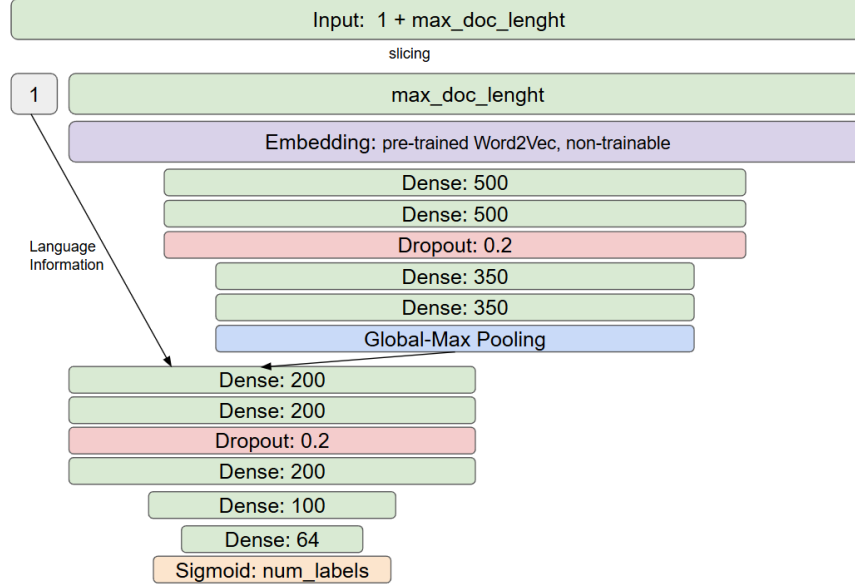 Input: 1 + max_doc_lenght
slicing
1
max_doc_lenght
Embedding: pre-trained Word2Vec, non-trainable
Dense: 500
Dense: 500
Dropout: 0.2
Language
Information
Dense: 350
Dense: 350
Global-Max Pooling
Dense: 200
Dense: 200
Dropout: 0.2
Dense: 200
Dense: 100
Dense: 64
Sigmoid: num_labels